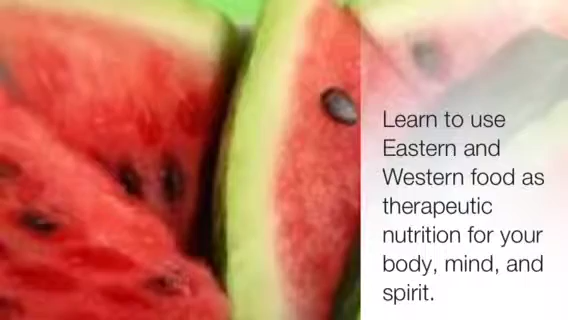 Learn to use
Eastern and
Western food as
therapeutic
nutrition for your
body, mind, and
spirit.